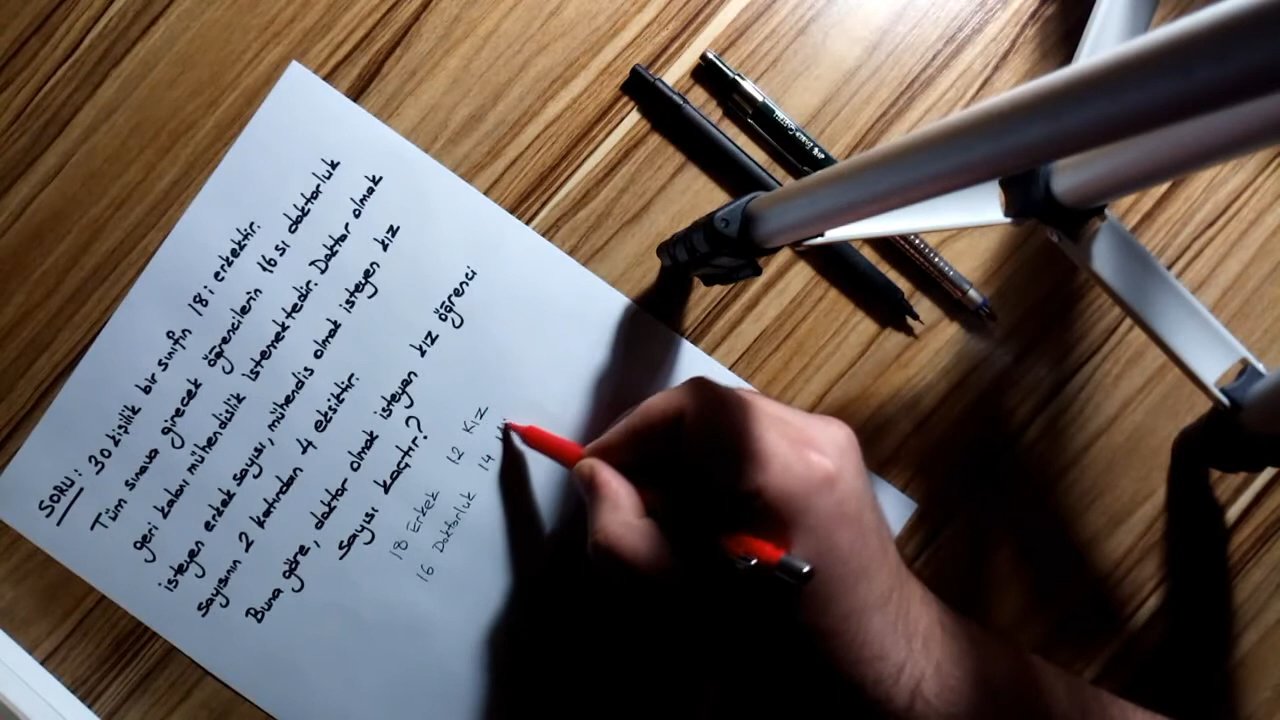 SORU: 30 kişilik bir sınıfın 18'i erkektir.
Tüm sınava girecek öğrencilerin 16'sı doktorluk
geri kalanı mühendislik istemektedir. Doktor olmak
isteyen erkek sayısı, mühendis olmak isteyen kız
sayısının 2 katından 4 eksiktir.
Buna göre, doktor olmak isteyen kız öğrenci
sayısı kaçtır?
18 Erkek 12 Kız
16 Doktorluk 14